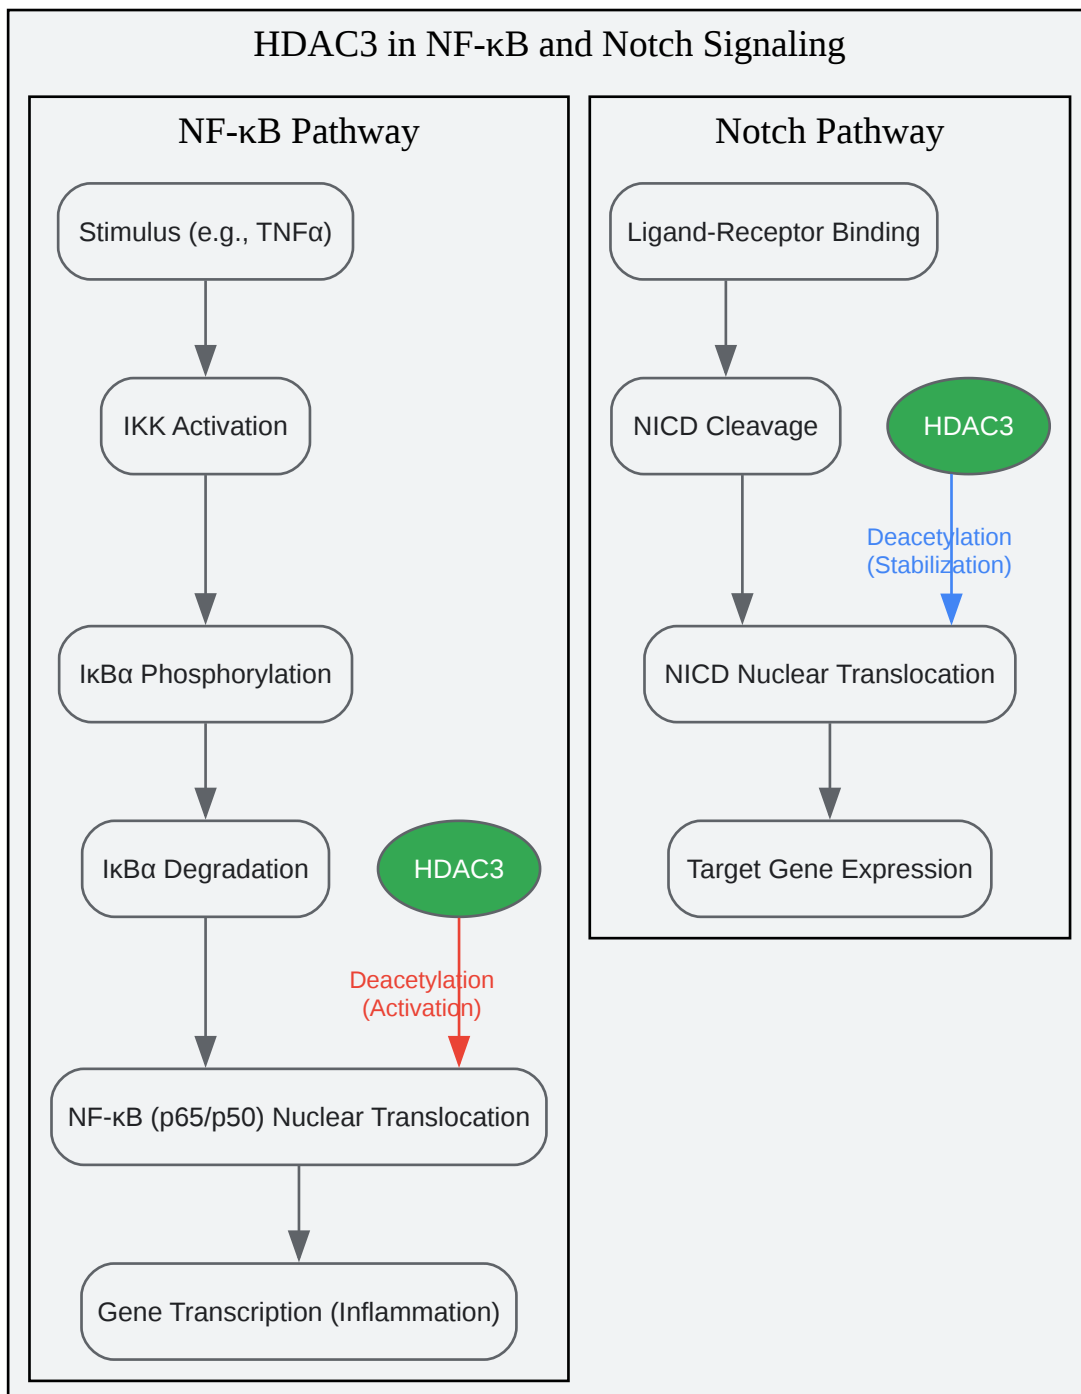 HDAC3 in NF-κB and Notch Signaling
NF-κB Pathway
Stimulus (e.g., TNFα)
IKK Activation
IκBα Phosphorylation
IκBα Degradation
HDAC3
Deacetylation
(Activation)
NF-κB (p65/p50) Nuclear Translocation
Gene Transcription (Inflammation)
Notch Pathway
Ligand-Receptor Binding
NICD Cleavage
HDAC3
Deacetylation
(Stabilization)
NICD Nuclear Translocation
Target Gene Expression